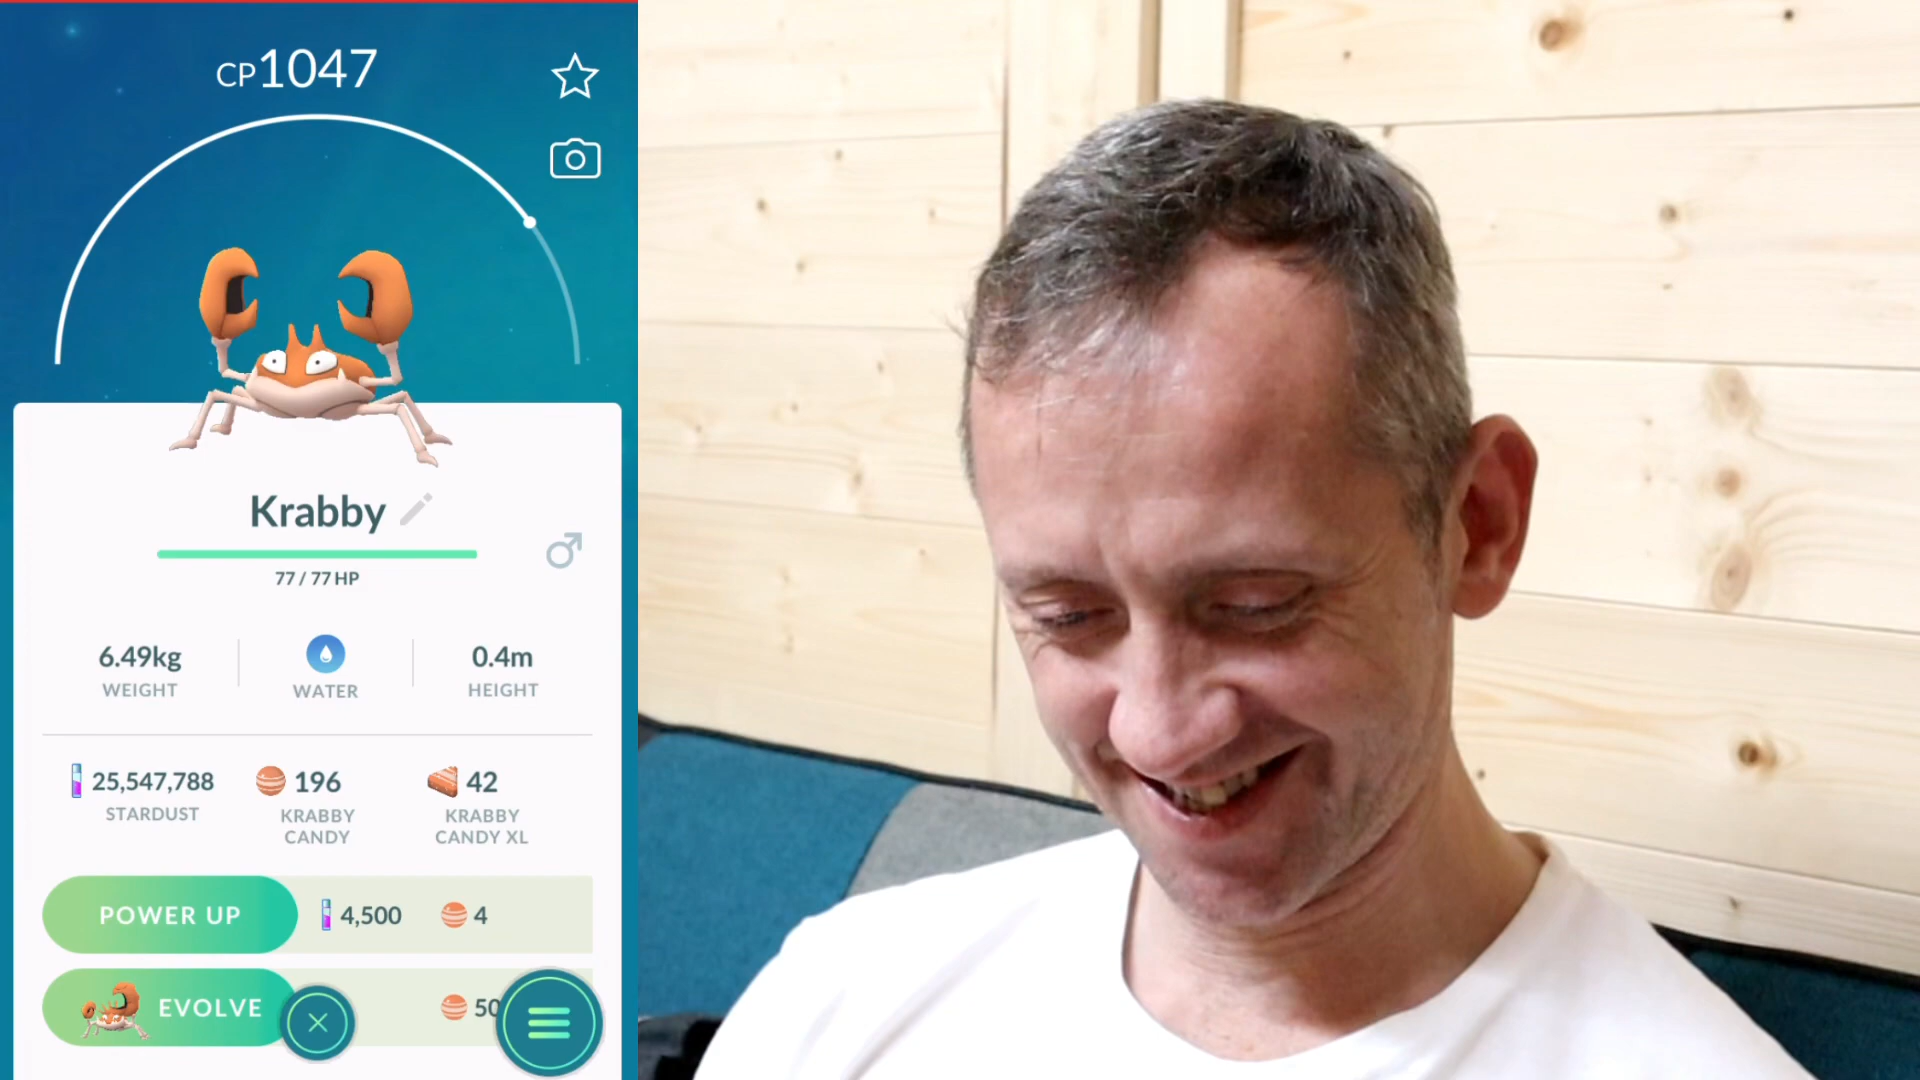 CP1047
Krabby
77 / 77 HP
6.49kg
WEIGHT
WATER
0.4m
HEIGHT
25,547,788
STARDUST
196
KRABBY
CANDY
42
KRABBY
CANDY XL
POWER UP 4,500 4
EVOLVE 50